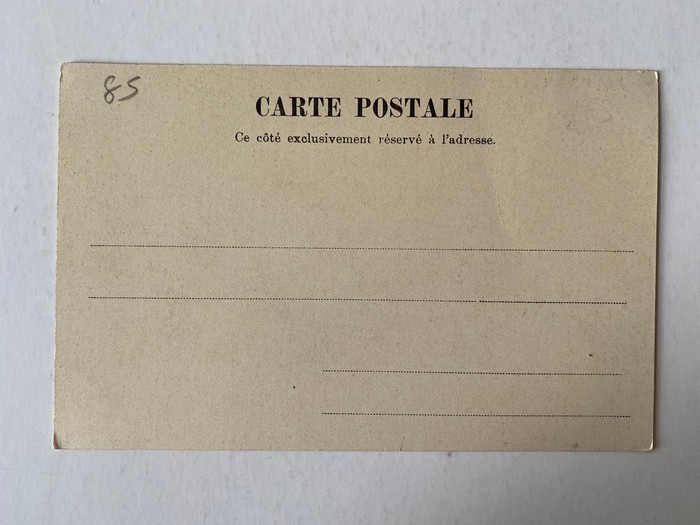 85
CARTE POSTALE
Ce côté exclusivement réservé à l'adresse.